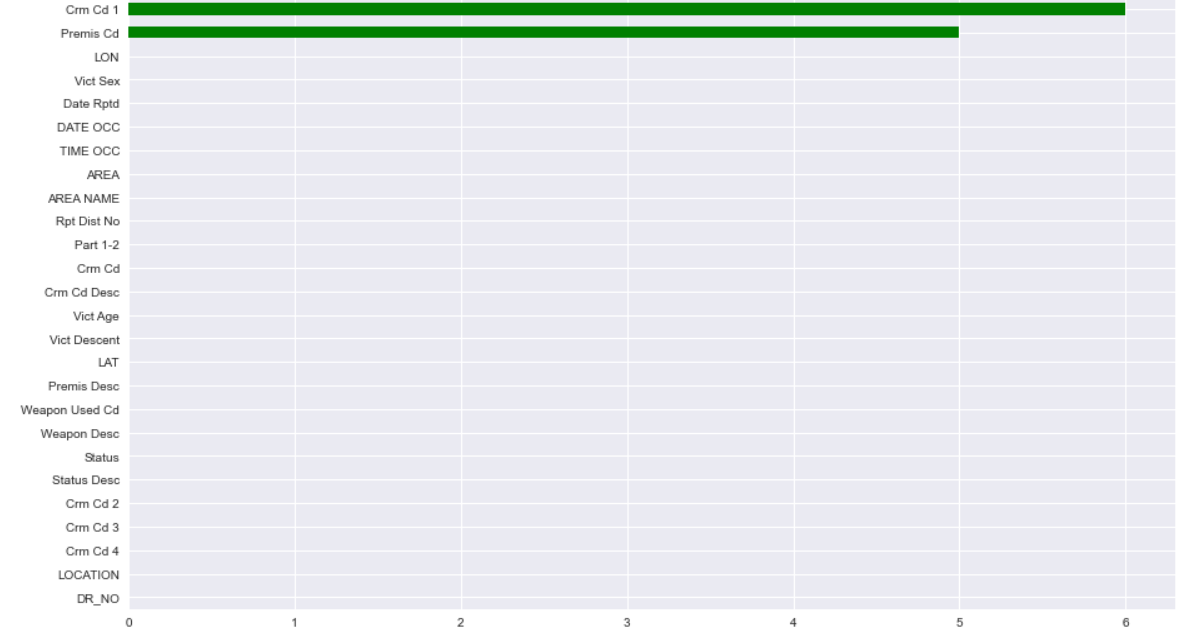 Crm Cd 1
Premis Cd
LON
Vict Sex
Date Rptd
DATE OCC
TIME OCC
AREA
AREA NAME
Rpt Dist No
Part 1-2
Crm Cd
Crm Cd Desc
Vict Age
Vict Descent
LAT
Premis Desc
Weapon Used Cd
Weapon Desc
Status
Status Desc
Crm Cd 2
Crm Cd 3
Crm Cd 4
LOCATION
DR_NO
0 1 2 3 4 5 6